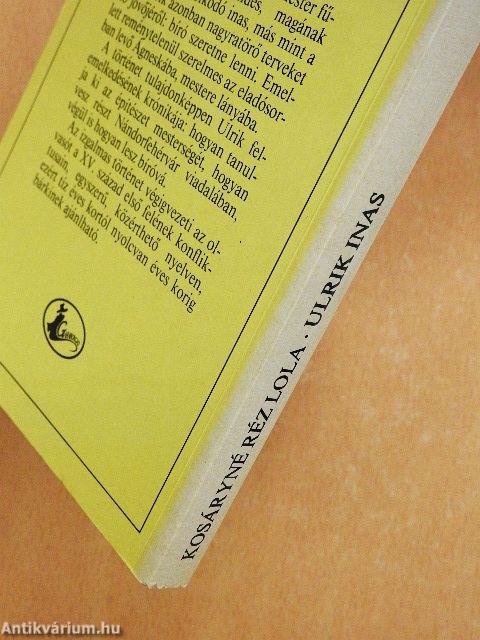 mester fű-
magának
ködő inas, más mint a
azonban nagyratörő terveket
jövőjéről: bíró szeretne lenni. Emel-
lett reménytelenül szerelmes az eladósor-
ban levő Ágneskába, mestere lányába.
A történet tulajdonképpen Ulrik fel-
emelkedésének krónikája: hogyan tanul-
ja ki az építészet mesterségét, hogyan
vesz részt Nándorfehérvár viadalában,
végül is hogyan lesz bíróvá.
Az izgalmas történet végigvezeti az ol-
vasót a XV. század első felének konflik-
tusain, egyszerű, közérthető nyelven,
ezért tíz éves kortól nyolcvan éves korig
bárkinek ajánlható.
KOSÁRYNÉ RÉZ LOLA · ULRIK INAS
Antikvárium.hu